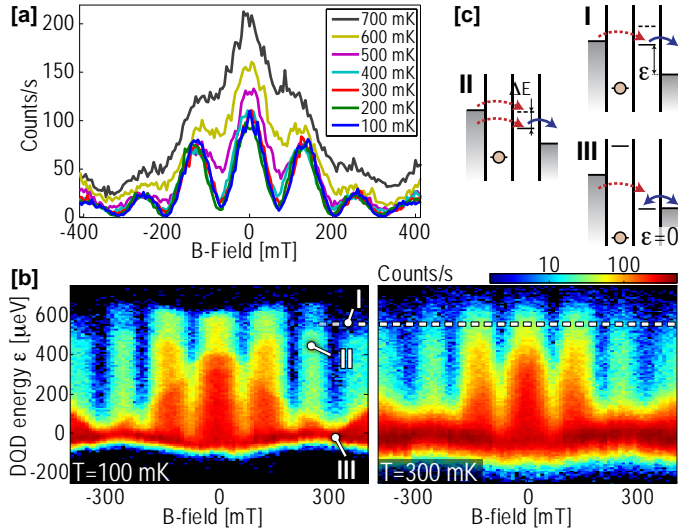 [a]
Counts/s
200
150
100
50
0
-400
-200
0
200
400
B-Field [mT]
700 mK
600 mK
500 mK
400 mK
300 mK
200 mK
100 mK
[c]
I
ε
II
ΔE
III
ε=0
[b]
Counts/s
10
100
DQD energy ε [µeV]
600
400
200
0
-200
I
II
III
T=100 mK
T=300 mK
-300
0
300
B-field [mT]
-300
0
300
B-field [mT]